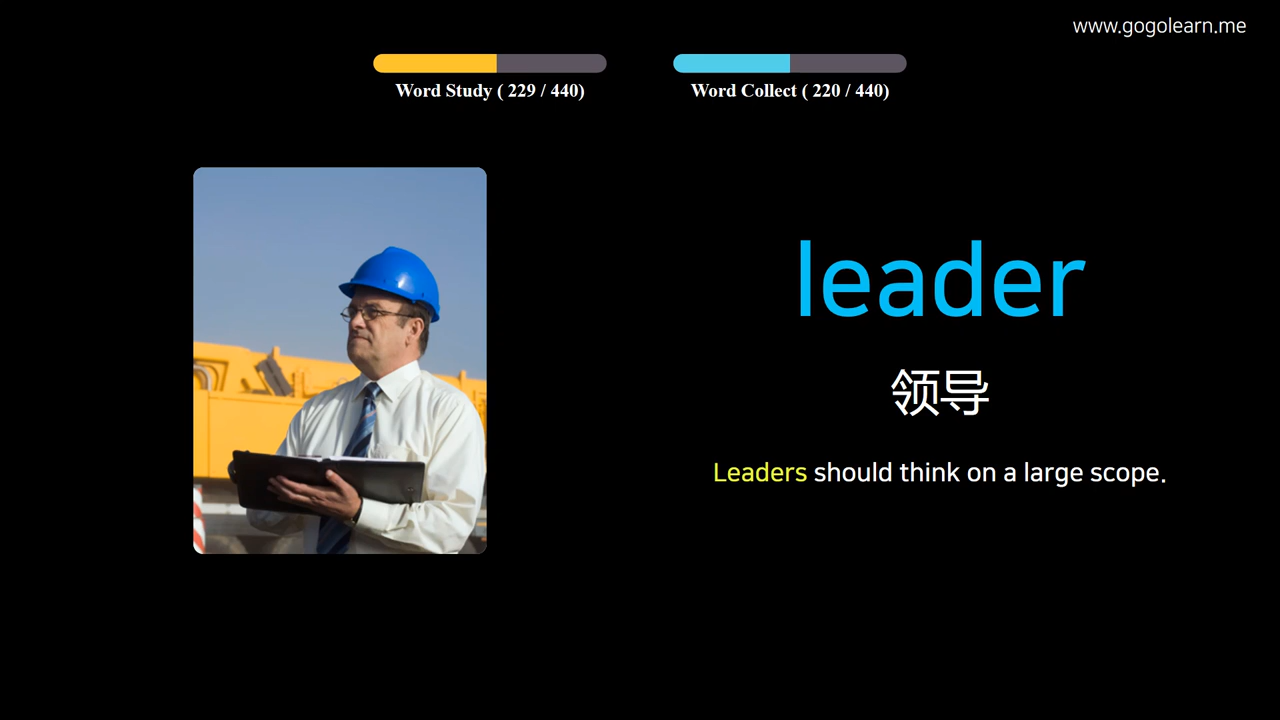 www.gogolearn.me
Word Study ( 229 / 440)
Word Collect ( 220 / 440)
leader
领导
Leaders should think on a large scope.